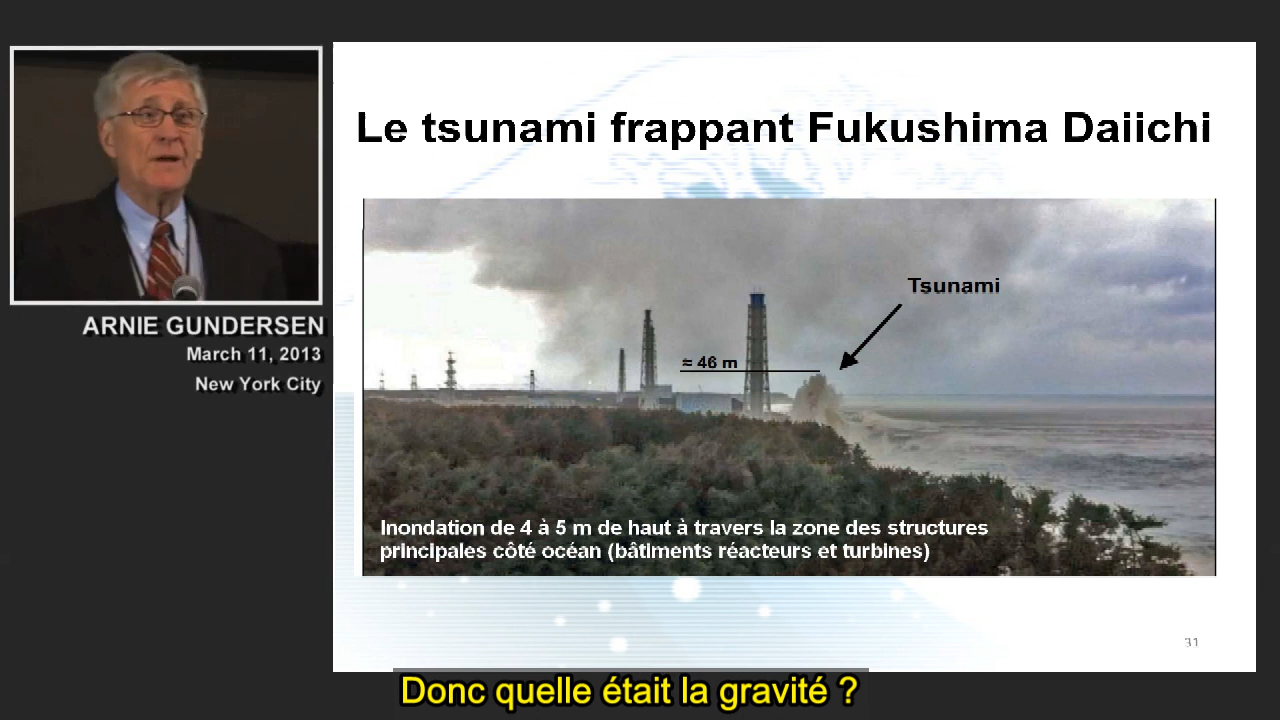 Le tsunami frappant Fukushima Daiichi
Tsunami
≈ 46 m
ARNIE GUNDERSEN
March 11, 2013
New York City
Inondation de 4 à 5 m de haut à travers la zone des structures
principales côté océan (bâtiments réacteurs et turbines)
31
Donc quelle était la gravité ?